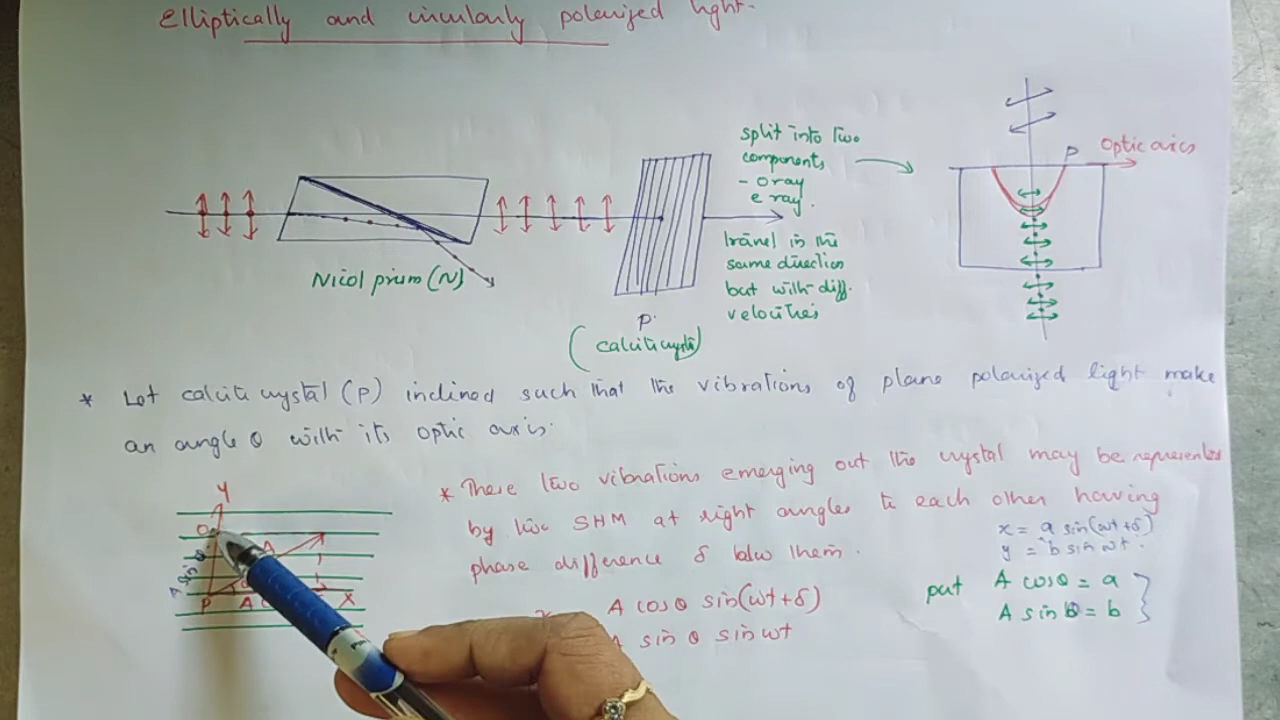 Elliptically and circularly polarized light.
split into two
components
- O ray
e ray.
P
Optic axis
travel in the
same direction
but with diff.
velocities
Nicol prism (N)
P
(calcite crystal)
* Let calcite crystal (P) inclined such that the vibrations of plane polarized light make
an angle θ with its optic axis.
* These two vibrations emerging out the crystal may be represented
by two SHM at right angles to each other having
phase difference δ b/w them.
x = a sin(ωt+δ)
y = b sin ωt
A cosθ sin(ωt+δ)
A sin θ sin ωt
put A cosθ = a
A sin θ = b
Y
O
A
A sin θ
P
A
X